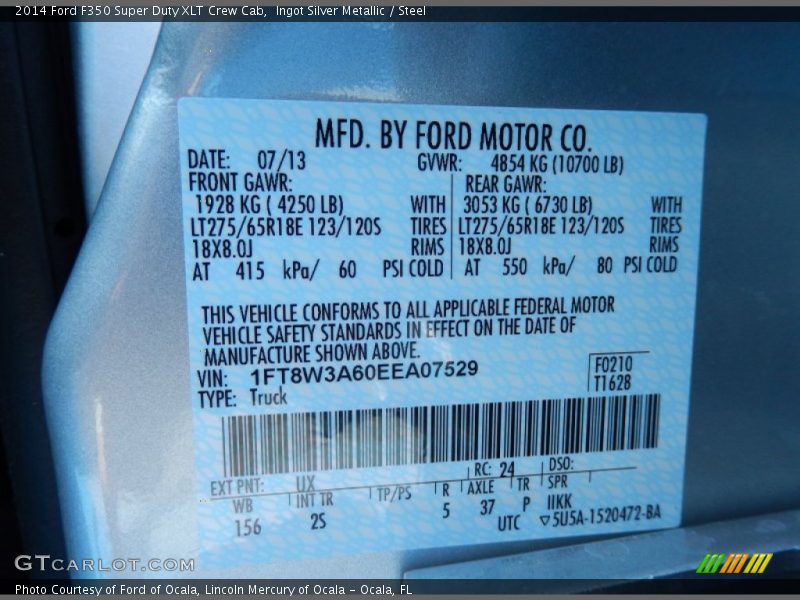 2014 Ford F350 Super Duty XLT Crew Cab,  Ingot Silver Metallic / Steel
MFD. BY FORD MOTOR CO.
DATE: 07/13 GVWR: 4854 KG (10700 LB)
FRONT GAWR: REAR GAWR:
1928 KG ( 4250 LB) WITH 3053 KG ( 6730 LB) WITH
LT275/65R18E 123/120S TIRES LT275/65R18E 123/120S TIRES
18X8.0J RIMS 18X8.0J RIMS
AT 415 kPa/ 60 PSI COLD AT 550 kPa/ 80 PSI COLD
THIS VEHICLE CONFORMS TO ALL APPLICABLE FEDERAL MOTOR
VEHICLE SAFETY STANDARDS IN EFFECT ON THE DATE OF
MANUFACTURE SHOWN ABOVE.
VIN: 1FT8W3A60EEA07529 F0210
TYPE: Truck T1628
EXT PNT: UX RC: 24 DSO:
WB INT TR TP/PS R AXLE TR SPR
156 2S 5 37 P IIKK
UTC ▽5U5A-1520472-BA
GTCARLOT.COM
Photo Courtesy of Ford of Ocala, Lincoln Mercury of Ocala – Ocala, FL